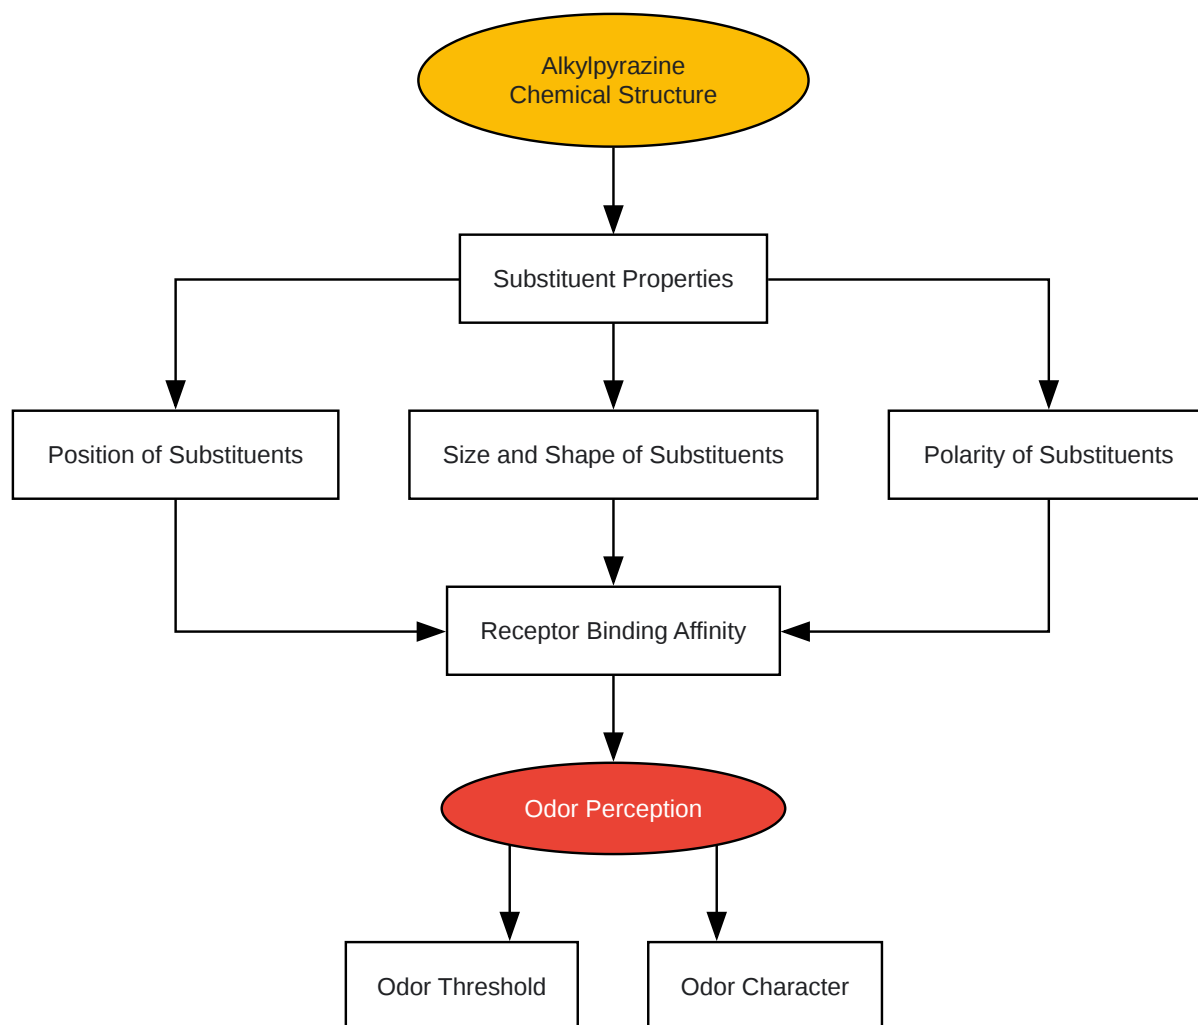 Alkylpyrazine
Chemical Structure
Substituent Properties
Position of Substituents
Size and Shape of Substituents
Polarity of Substituents
Receptor Binding Affinity
Odor Perception
Odor Threshold
Odor Character